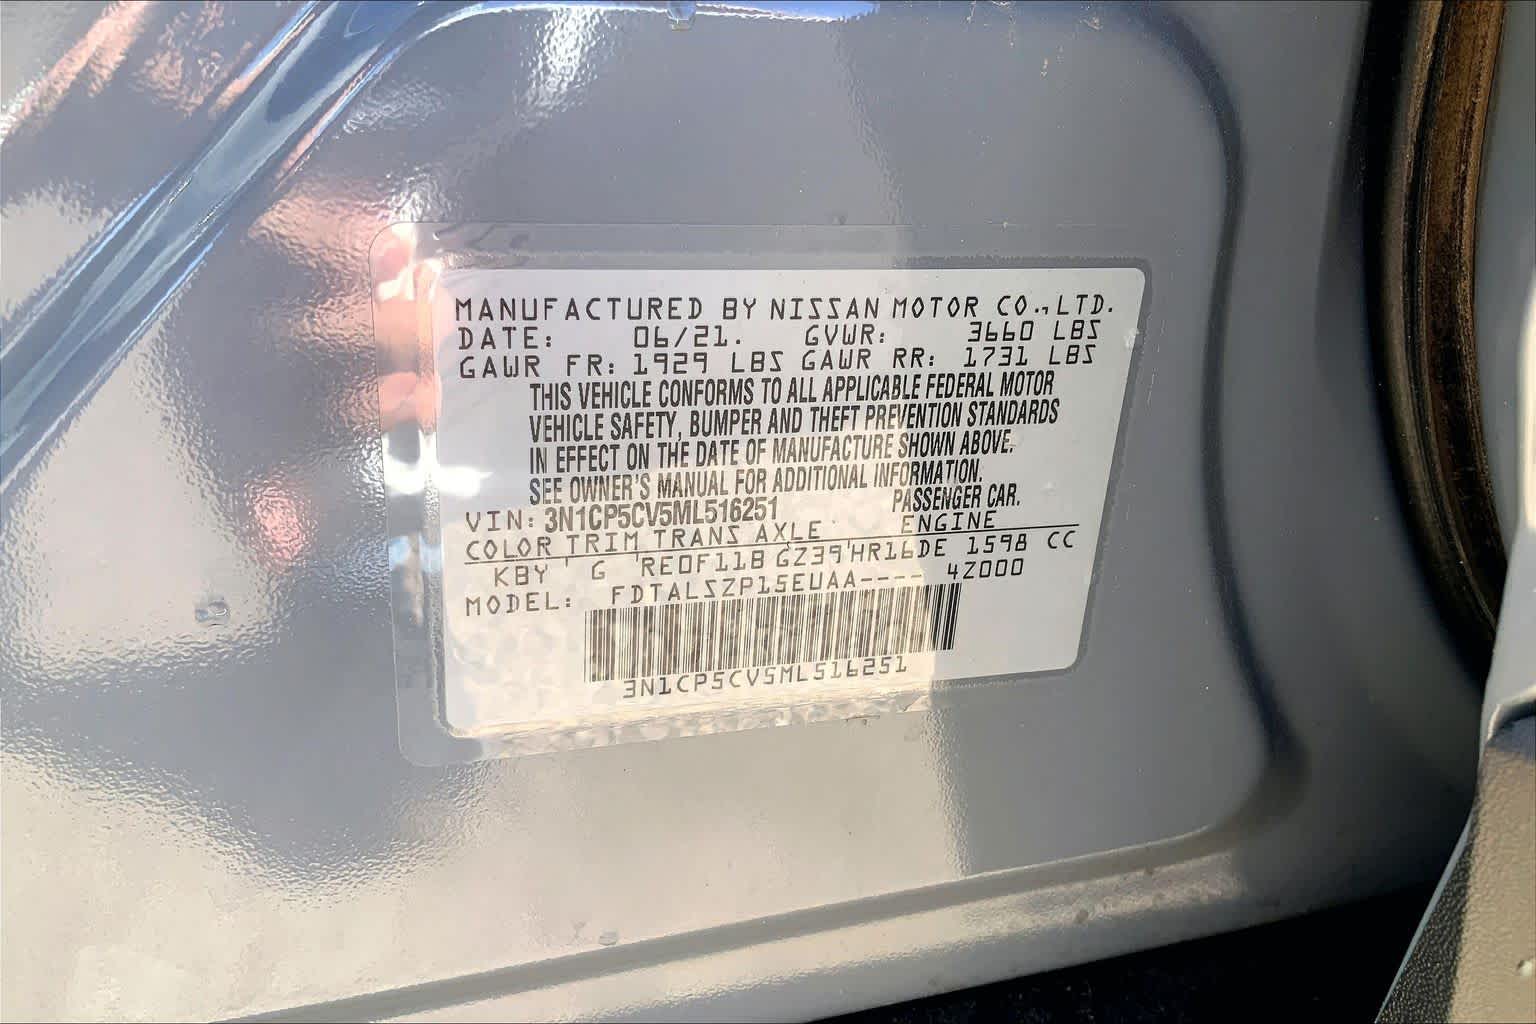 MANUFACTURED BY NISSAN MOTOR CO., LTD.
DATE: 06/21. GVWR: 3660 LBS
GAWR FR: 1929 LBS GAWR RR: 1731 LBS
THIS VEHICLE CONFORMS TO ALL APPLICABLE FEDERAL MOTOR
VEHICLE SAFETY, BUMPER AND THEFT PREVENTION STANDARDS
IN EFFECT ON THE DATE OF MANUFACTURE SHOWN ABOVE.
SEE OWNER'S MANUAL FOR ADDITIONAL INFORMATION.
VIN: 3N1CP5CV5ML516251 PASSENGER CAR.
COLOR TRIM TRANS AXLE ENGINE
KBY G RE0F11B GZ39 HR16DE 1598 CC
MODEL: FDTALSZP15EUAA---- 4Z000
3N1CP5CV5ML516251